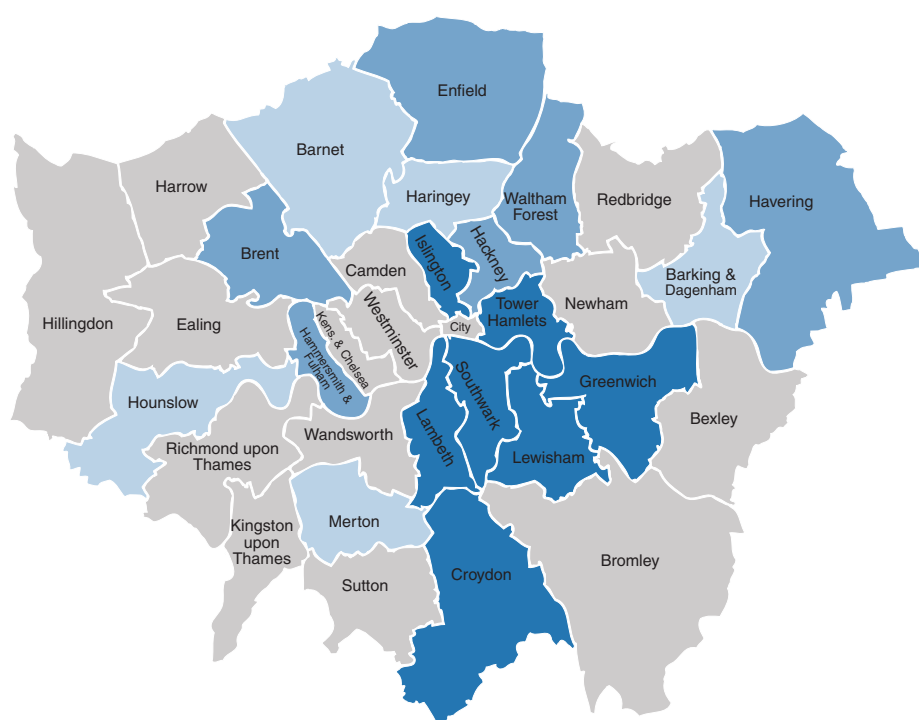 Enfield
Barnet
Harrow
Haringey
Waltham
Forest
Redbridge
Havering
Brent
Islington
Hackney
Camden
Barking &
Dagenham
Hillingdon
Ealing
Kens. & Chelsea
Westminster
City
Tower
Hamlets
Newham
Hammersmith &
Fulham
Hounslow
Southwark
Greenwich
Bexley
Richmond upon
Thames
Wandsworth
Lambeth
Lewisham
Kingston
upon
Thames
Merton
Sutton
Croydon
Bromley